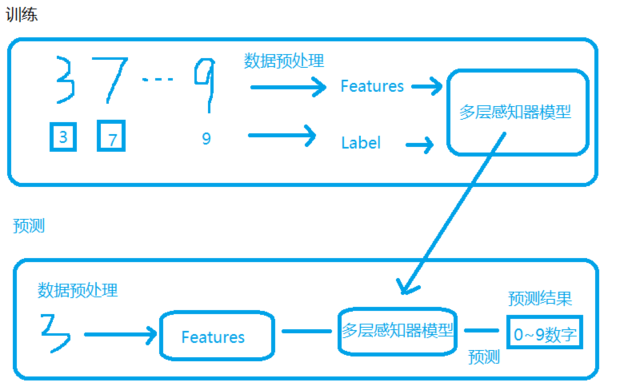 训练
3 7 … 9
数据预处理
Features
多层感知器模型
3 7 9
Label
预测
数据预处理
3
Features
多层感知器模型
预测
预测结果
0~9数字